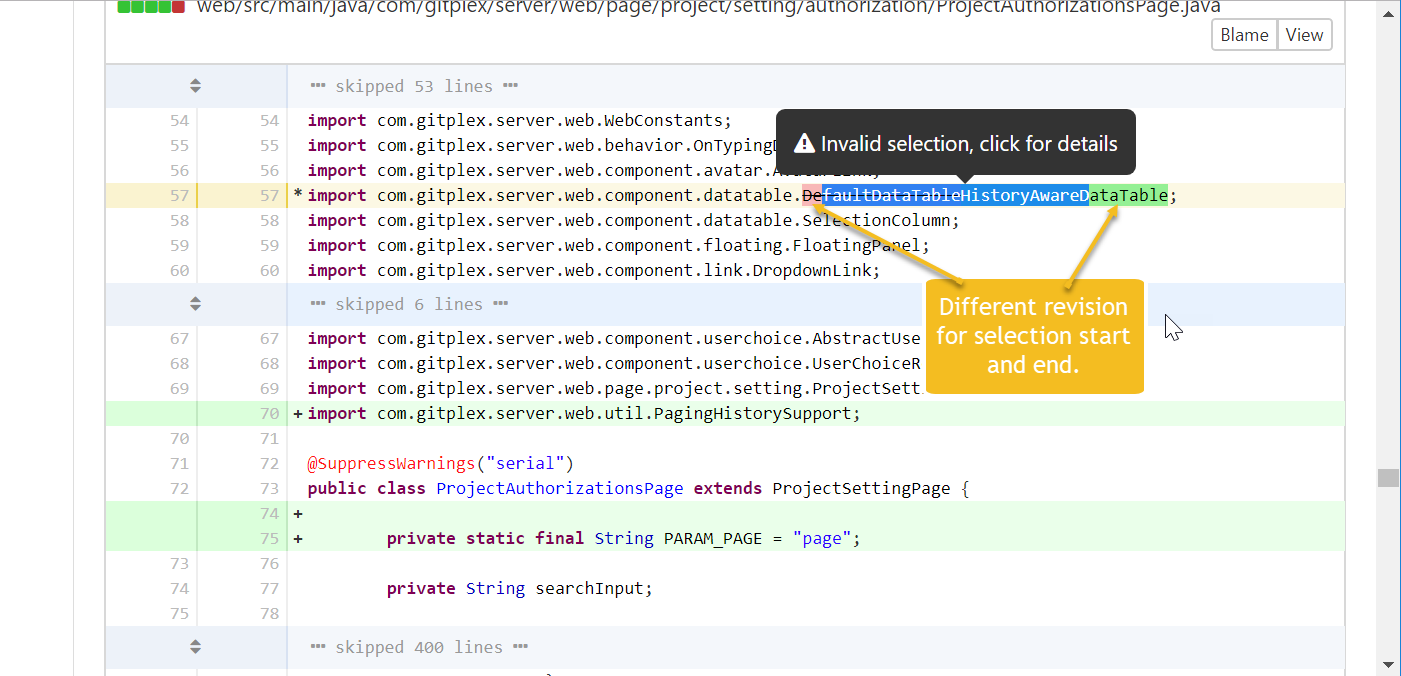 web/src/main/java/com/gitplex/server/web/page/project/setting/authorization/ProjectAuthorizationsPage.java
Blame View
··· skipped 53 lines ···
54 54 import com.gitplex.server.web.WebConstants;
55 55 import com.gitplex.server.web.behavior.OnTypingD
Invalid selection, click for details
56 56 import com.gitplex.server.web.component.avatar.AvatarLink;
57 57 * import com.gitplex.server.web.component.datatable.DefaultDataTableHistoryAwareDataTable;
58 58 import com.gitplex.server.web.component.datatable.SelectionColumn;
59 59 import com.gitplex.server.web.component.floating.FloatingPanel;
60 60 import com.gitplex.server.web.component.link.DropdownLink;
··· skipped 6 lines ···
Different revision
for selection start
and end.
67 67 import com.gitplex.server.web.component.userchoice.AbstractUse
68 68 import com.gitplex.server.web.component.userchoice.UserChoiceR
69 69 import com.gitplex.server.web.page.project.setting.ProjectSett
70 + import com.gitplex.server.web.util.PagingHistorySupport;
70 71
71 72 @SuppressWarnings("serial")
72 73 public class ProjectAuthorizationsPage extends ProjectSettingPage {
74 +
75 + private static final String PARAM_PAGE = "page";
73 76
74 77 private String searchInput;
75 78
··· skipped 400 lines ···